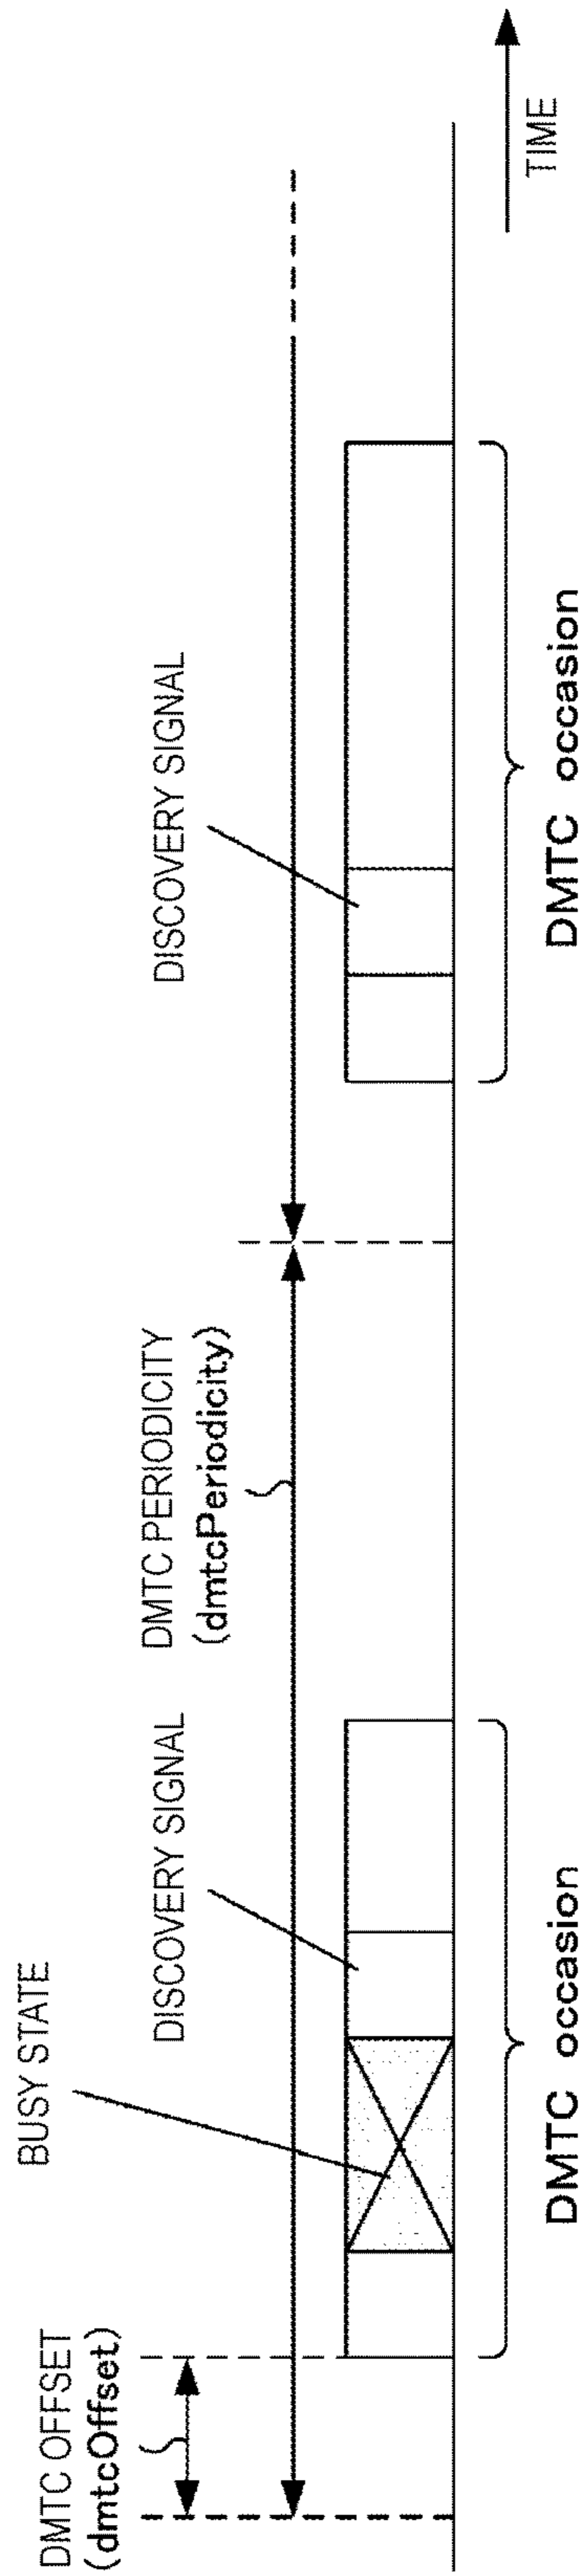 DMTC OFFSET
(dmtcOffset)
BUSY STATE
DISCOVERY SIGNAL
DMTC PERIODICITY
(dmtcPeriodicity)
DISCOVERY SIGNAL
DMTC occasion
DMTC occasion
TIME